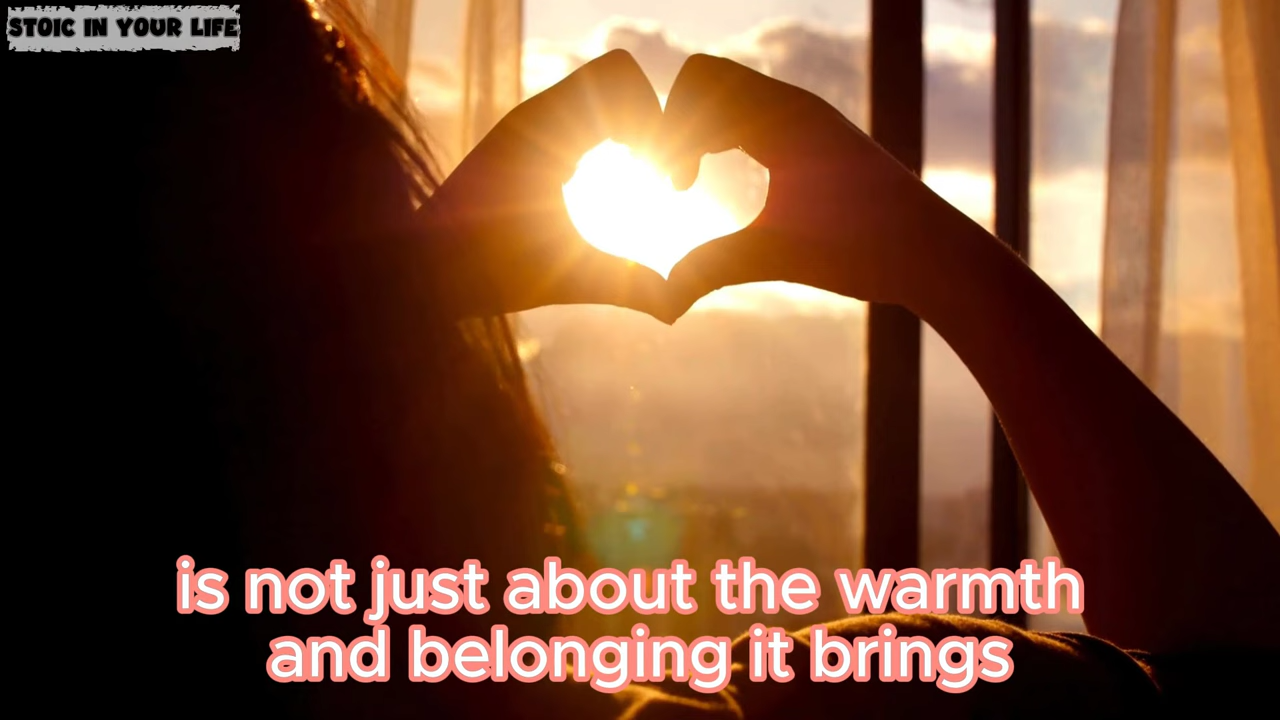 STOIC IN YOUR LIFE
is not just about the warmth
and belonging it brings